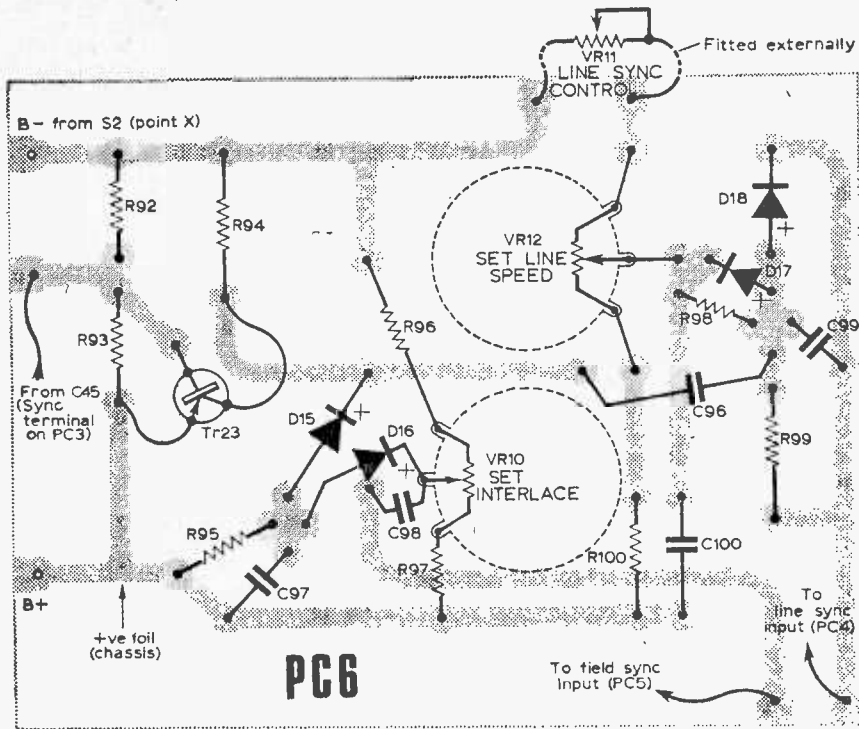 VR11
LINE SYNC
CONTROL
Fitted externally
B- from S2 (point X)
R92
R94
D18
+
VR12
SET LINE
SPEED
D17
+
R93
R96
R98
C99
From C45
(Sync
terminal
on PC3)
Tr23
D15
+
D16
+
C96
VR10
SET
INTERLACE
R99
C98
R95
C97
R97
R100
C100
B+
+ve foil
(chassis)
PC6
To
line sync
input (PC4)
To field sync
input (PC5)